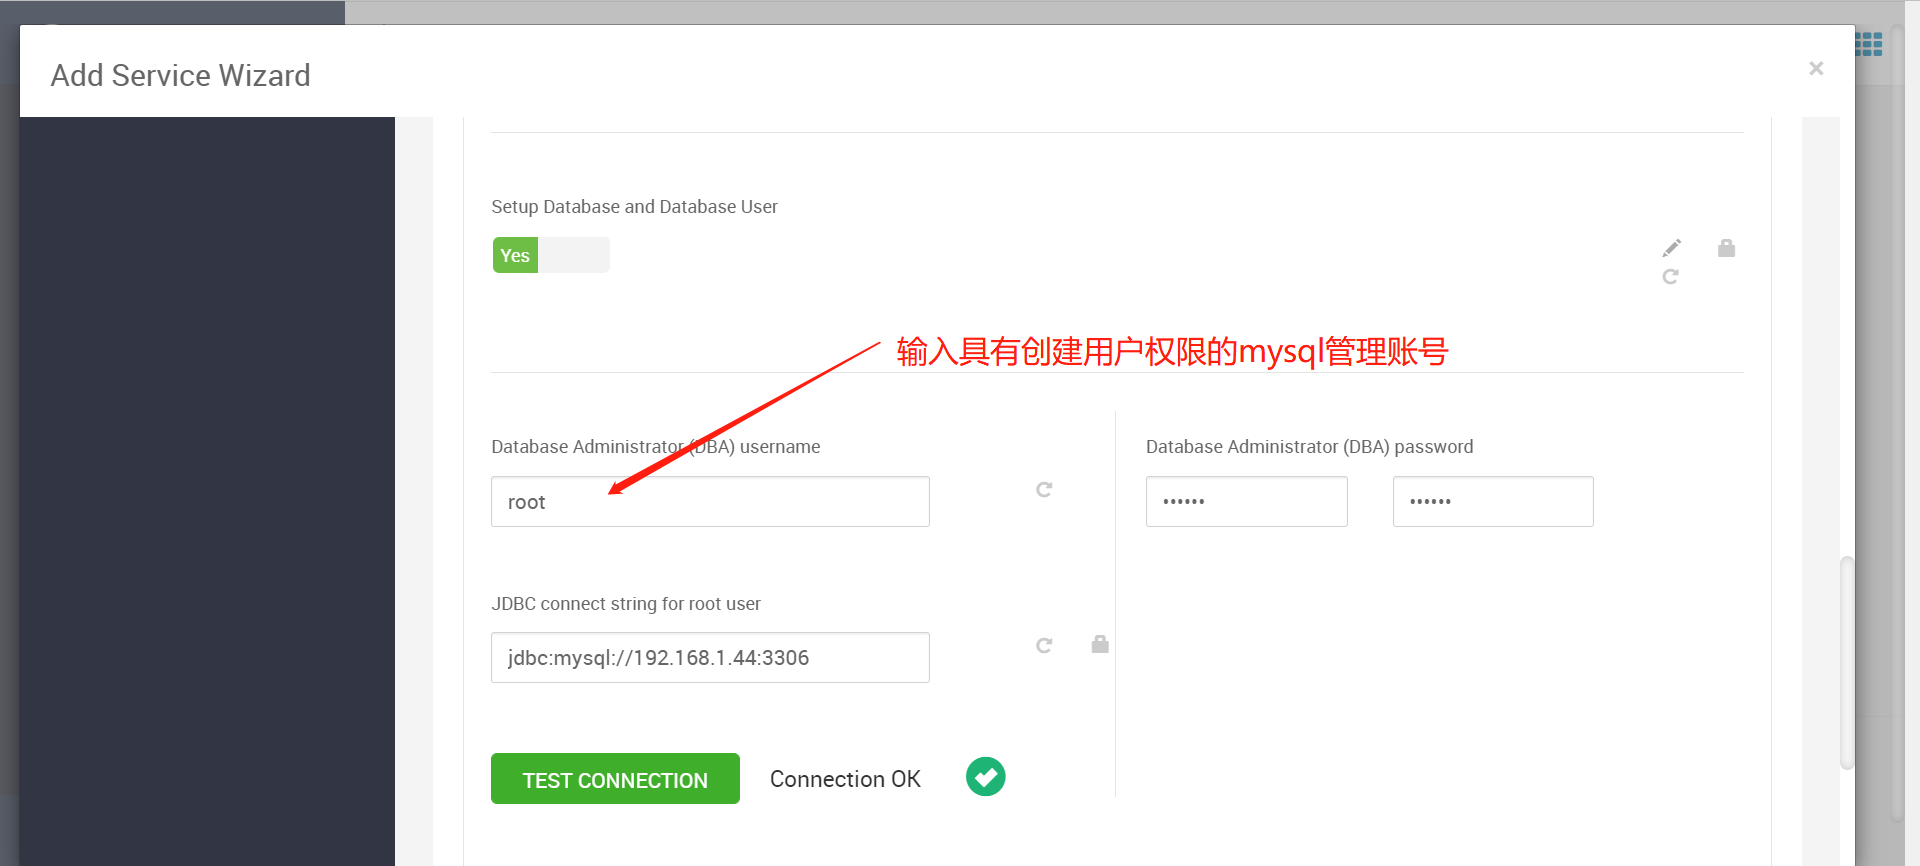 Add Service Wizard
×
Setup Database and Database User
Yes
输入具有创建用户权限的mysql管理账号
Database Administrator (DBA) username
Database Administrator (DBA) password
root
••••••
••••••
JDBC connect string for root user
jdbc:mysql://192.168.1.44:3306
TEST CONNECTION
Connection OK